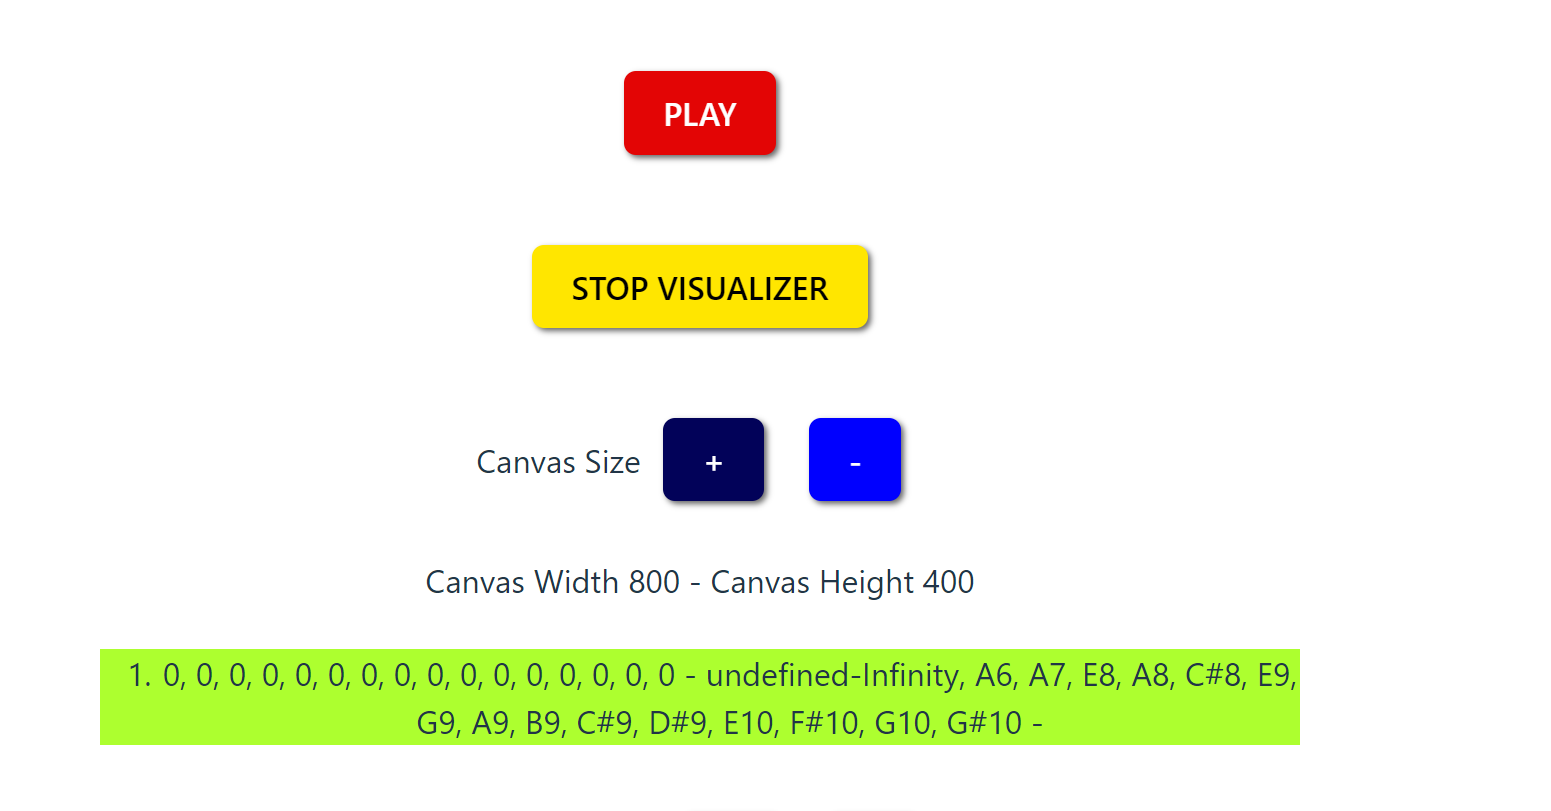 PLAY
STOP VISUALIZER
Canvas Size + -
Canvas Width 800 - Canvas Height 400
1. 0, 0, 0, 0, 0, 0, 0, 0, 0, 0, 0, 0, 0, 0, 0, 0 - undefined-Infinity, A6, A7, E8, A8, C#8, E9,
G9, A9, B9, C#9, D#9, E10, F#10, G10, G#10 -